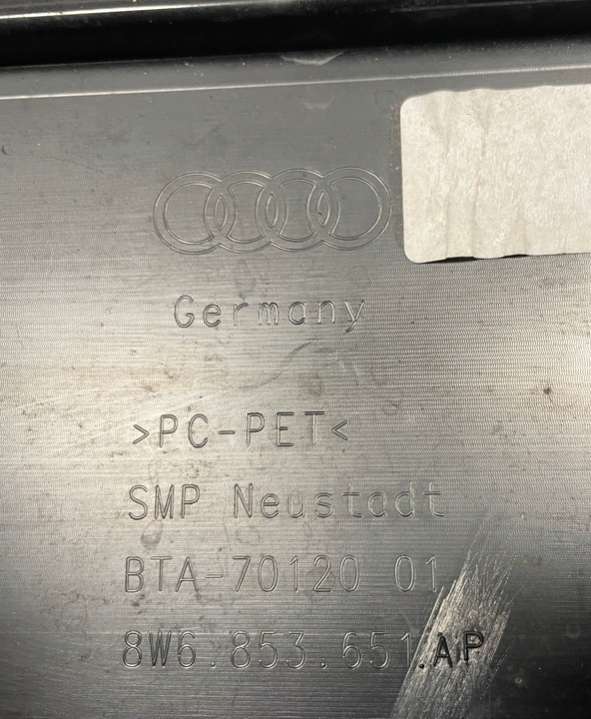 Germany
>PC-PET<
SMP Neustadt
BTA-70120 01
8W6.853.651.AP